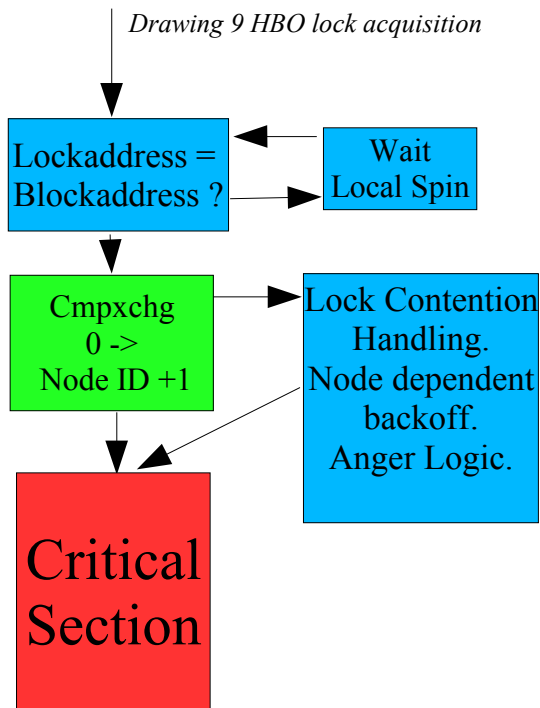 Drawing 9 HBO lock acquisition
Lockaddress =
Blockaddress ?
Wait
Local Spin
Cmpxchg
0 ->
Node ID +1
Lock Contention
Handling.
Node dependent
backoff.
Anger Logic.
Critical
Section